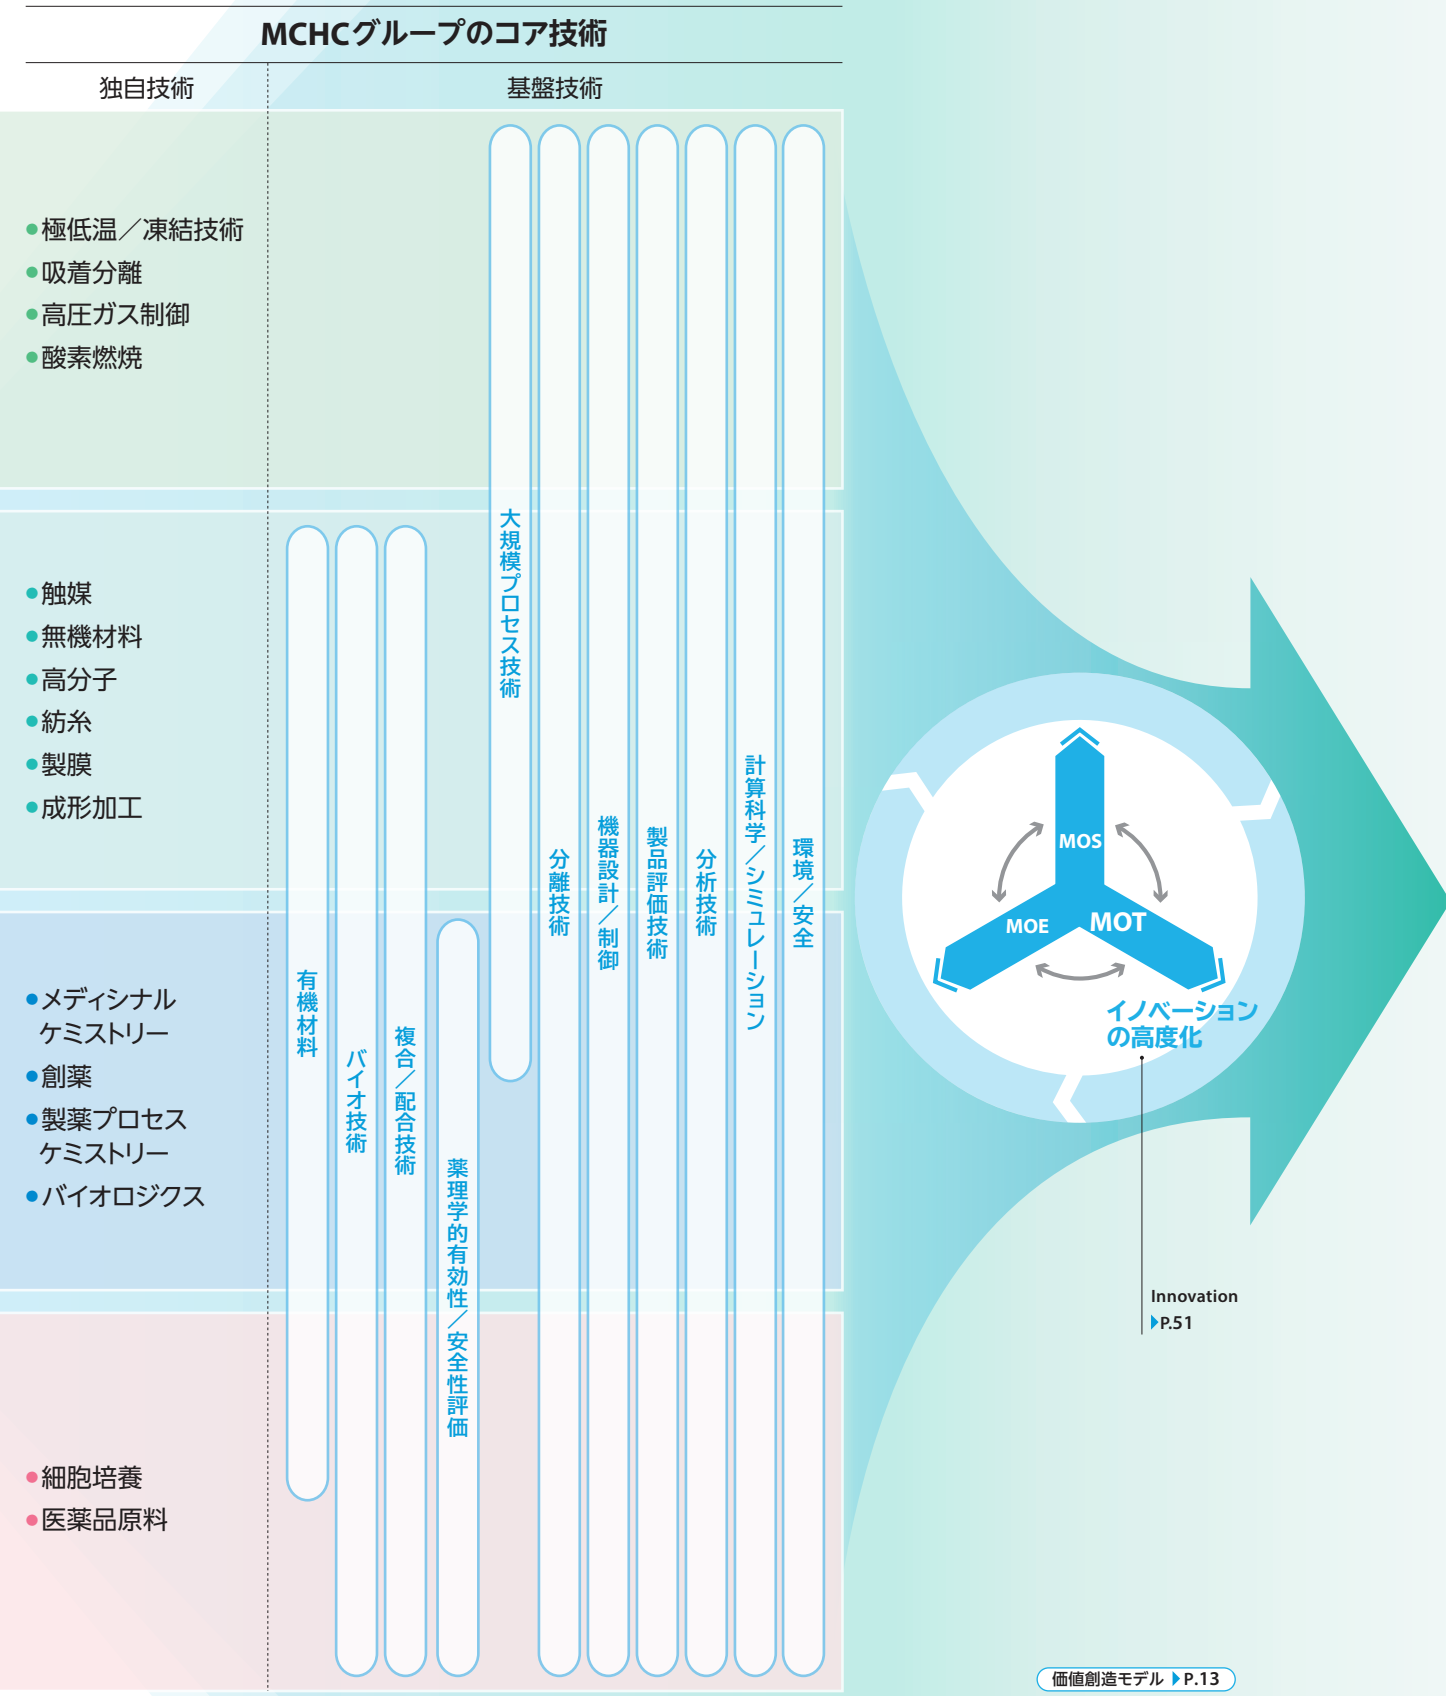 MCHCグループのコア技術
独自技術
基盤技術
●極低温／凍結技術
●吸着分離
●高圧ガス制御
●酸素燃焼
●触媒
●無機材料
●高分子
●紡糸
●製膜
●成形加工
●メディシナル
ケミストリー
●創薬
●製薬プロセス
ケミストリー
●バイオロジクス
●細胞培養
●医薬品原料
有機材料
バイオ技術
複合／配合技術
薬理学的有効性／安全性評価
大規模プロセス技術
分離技術
機器設計／制御
製品評価技術
分析技術
計算科学／シミュレーション
環境／安全
MOS
MOE
MOT
イノベーション
の高度化
Innovation
P.51
価値創造モデル P.13